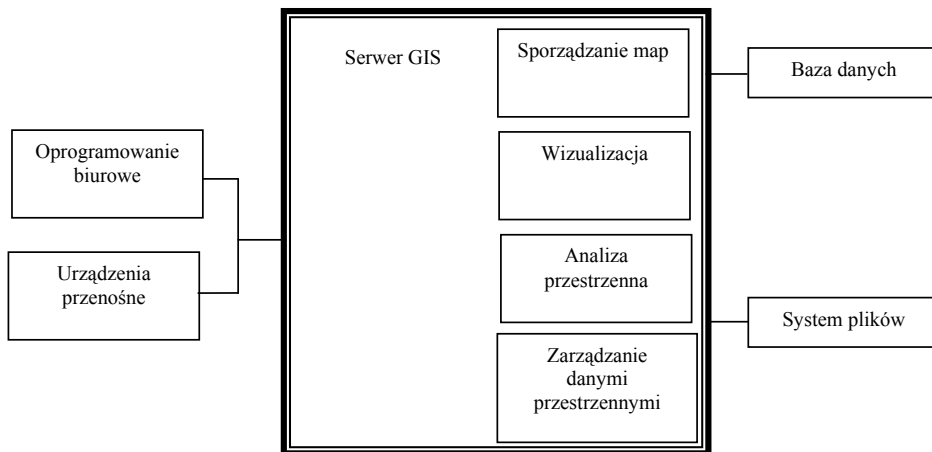 Serwer GIS
Sporządzanie map
Wizualizacja
Analiza
przestrzenna
Zarządzanie
danymi
przestrzennymi
Oprogramowanie
biurowe
Urządzenia
przenośne
Baza danych
System plików